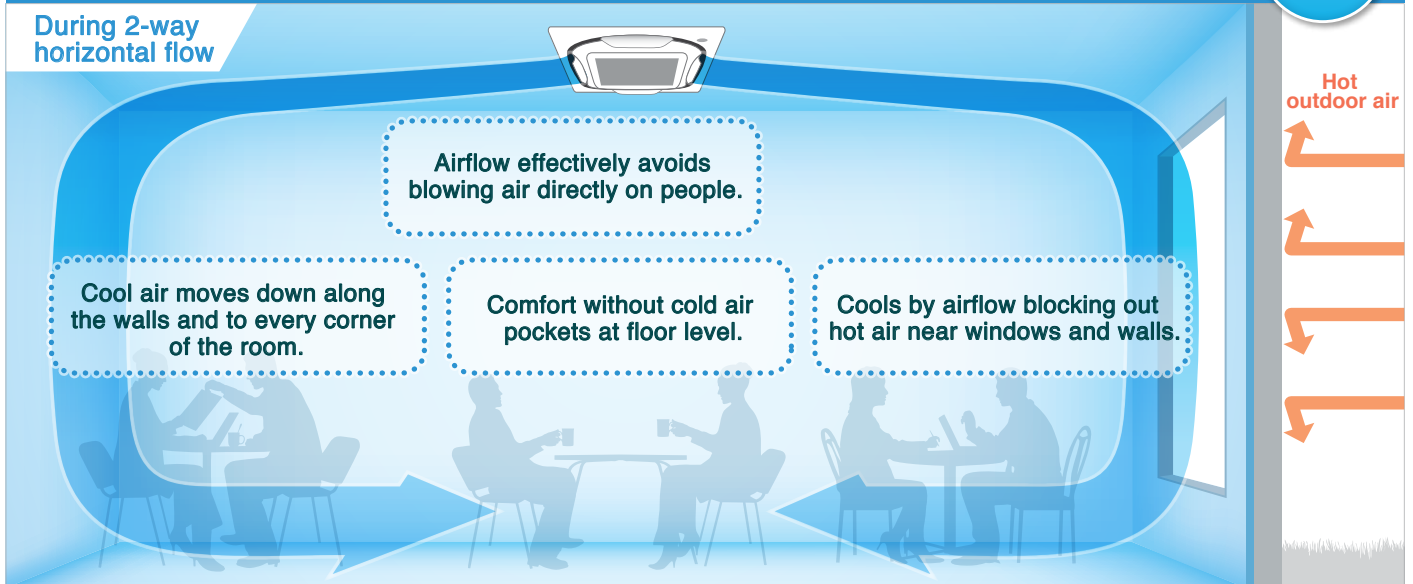 During 2-way
horizontal flow
Hot
outdoor air
Airflow effectively avoids
blowing air directly on people.
Cool air moves down along
the walls and to every corner
of the room.
Comfort without cold air
pockets at floor level.
Cools by airflow blocking out
hot air near windows and walls.